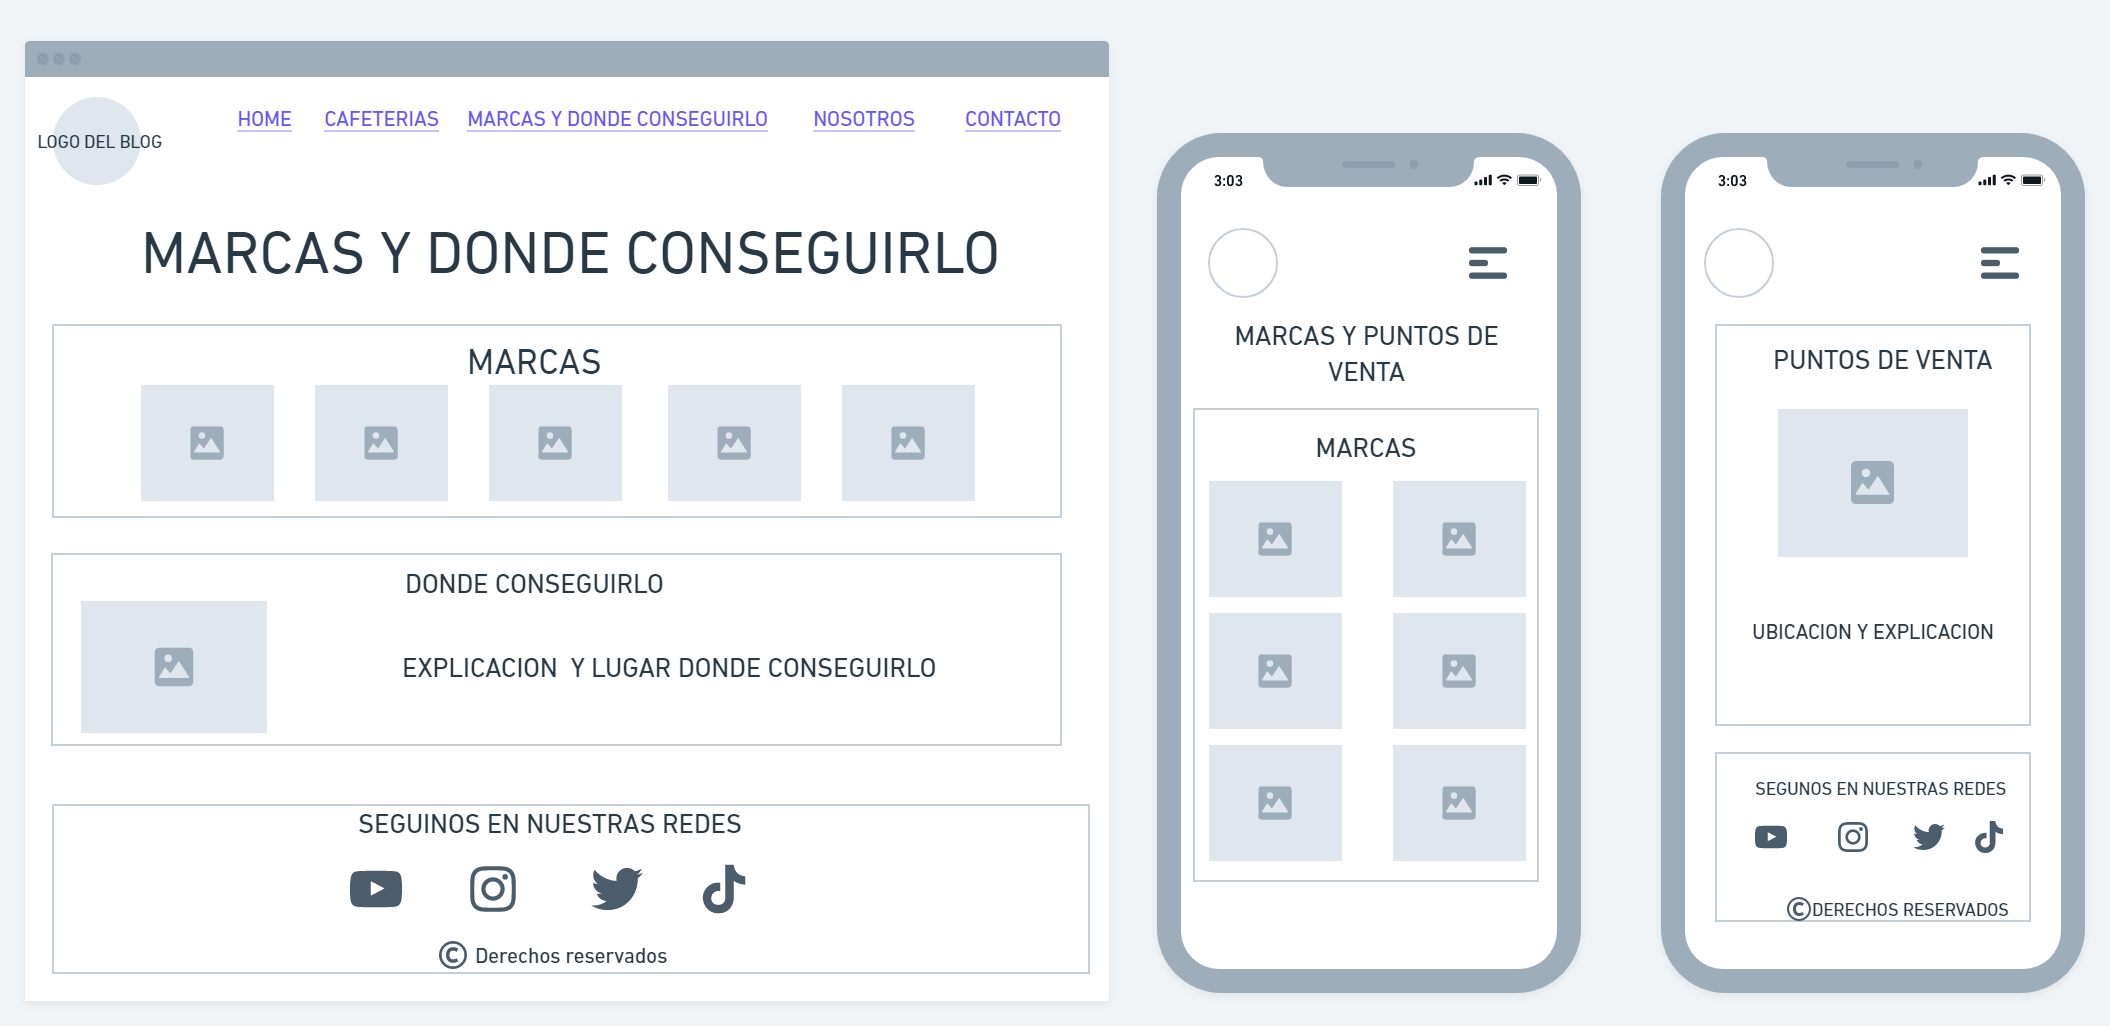 LOGO DEL BLOG
HOME CAFETERIAS MARCAS Y DONDE CONSEGUIRLO NOSOTROS CONTACTO
MARCAS Y DONDE CONSEGUIRLO
MARCAS
DONDE CONSEGUIRLO
EXPLICACION  Y LUGAR DONDE CONSEGUIRLO
SEGUINOS EN NUESTRAS REDES
© Derechos reservados
3:03
MARCAS Y PUNTOS DE
VENTA
MARCAS
3:03
PUNTOS DE VENTA
UBICACION Y EXPLICACION
SEGUNOS EN NUESTRAS REDES
©DERECHOS RESERVADOS